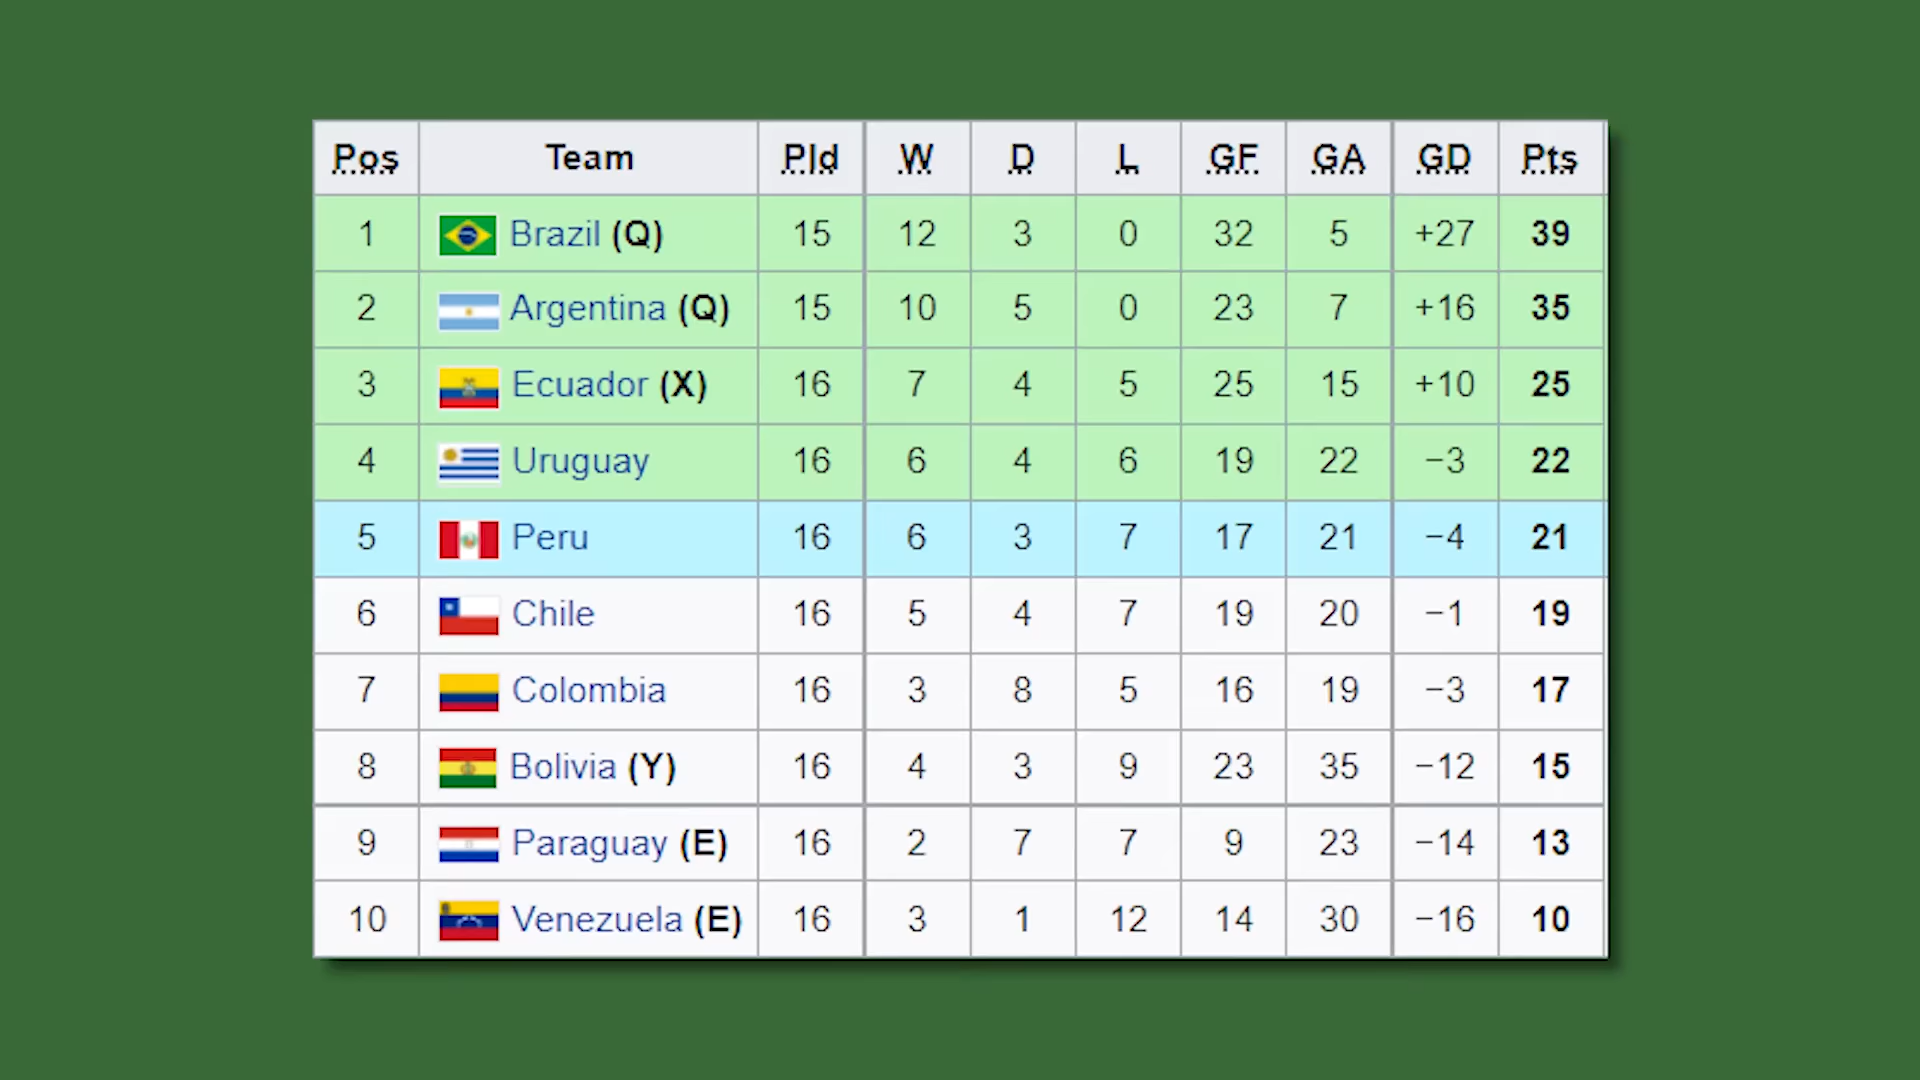 Pos Team Pld W D L GF GA GD Pts
1 Brazil (Q) 15 12 3 0 32 5 +27 39
2 Argentina (Q) 15 10 5 0 23 7 +16 35
3 Ecuador (X) 16 7 4 5 25 15 +10 25
4 Uruguay 16 6 4 6 19 22 −3 22
5 Peru 16 6 3 7 17 21 −4 21
6 Chile 16 5 4 7 19 20 −1 19
7 Colombia 16 3 8 5 16 19 −3 17
8 Bolivia (Y) 16 4 3 9 23 35 −12 15
9 Paraguay (E) 16 2 7 7 9 23 −14 13
10 Venezuela (E) 16 3 1 12 14 30 −16 10